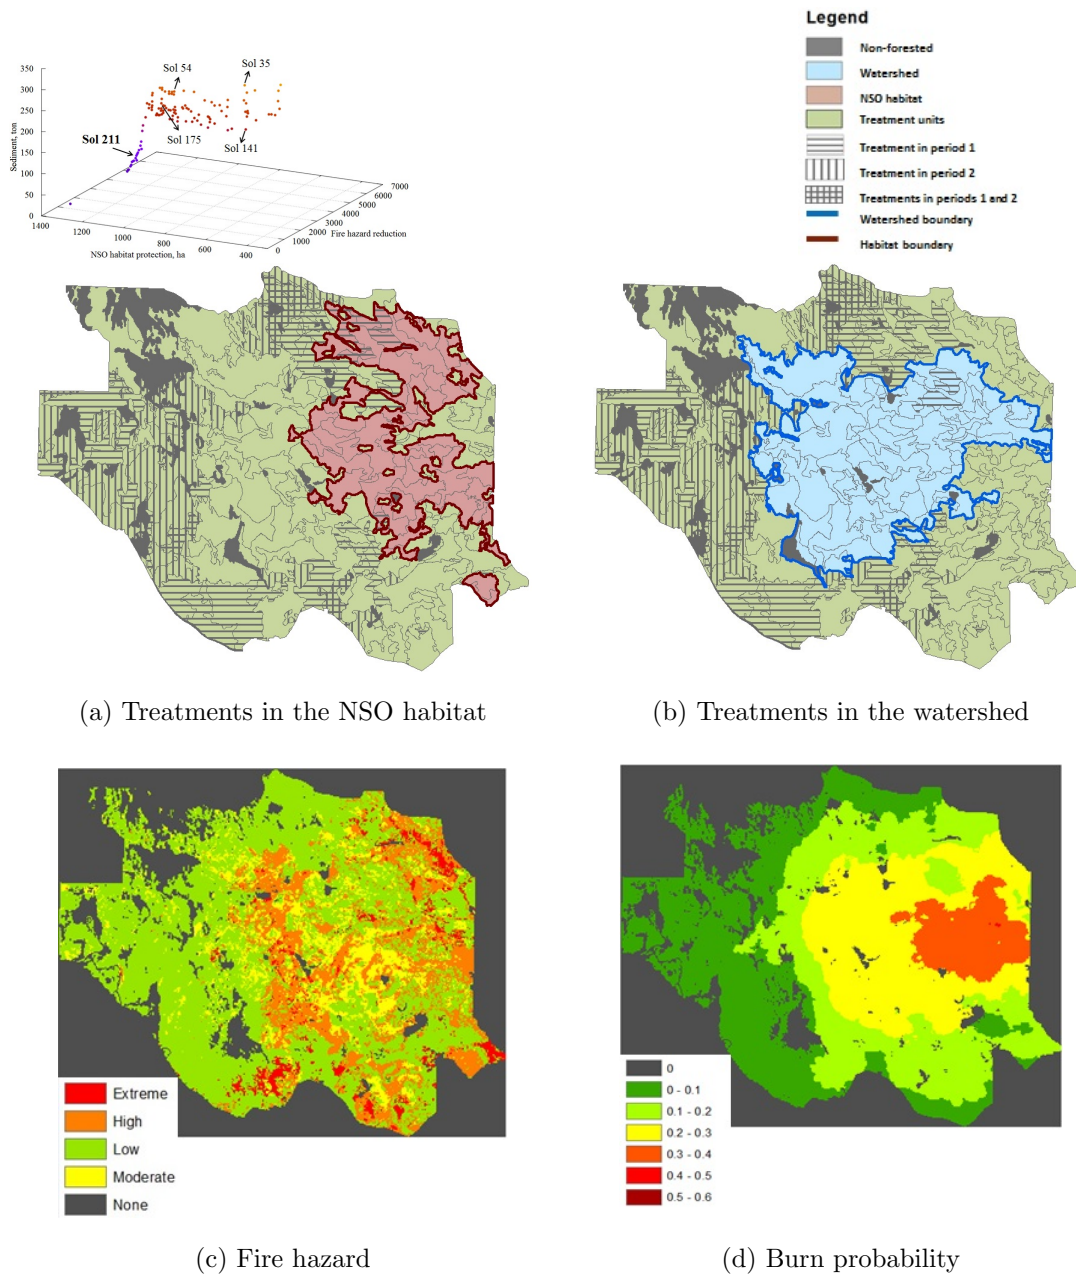 Legend
Non-forested
Watershed
NSO habitat
Treatment units
Treatment in period 1
Treatment in period 2
Treatments in periods 1 and 2
Watershed boundary
Habitat boundary
Sediment, ton
350
300
250
200
150
100
50
0
Sol 54
Sol 35
Sol 211
Sol 175
Sol 141
1400
1200
1000
800
600
400
NSO habitat protection, ha
0
1000
2000
3000
4000
5000
6000
7000
Fire hazard reduction
(a) Treatments in the NSO habitat
(b) Treatments in the watershed
Extreme
High
Low
Moderate
None
0
0 - 0.1
0.1 - 0.2
0.2 - 0.3
0.3 - 0.4
0.4 - 0.5
0.5 - 0.6
(c) Fire hazard
(d) Burn probability